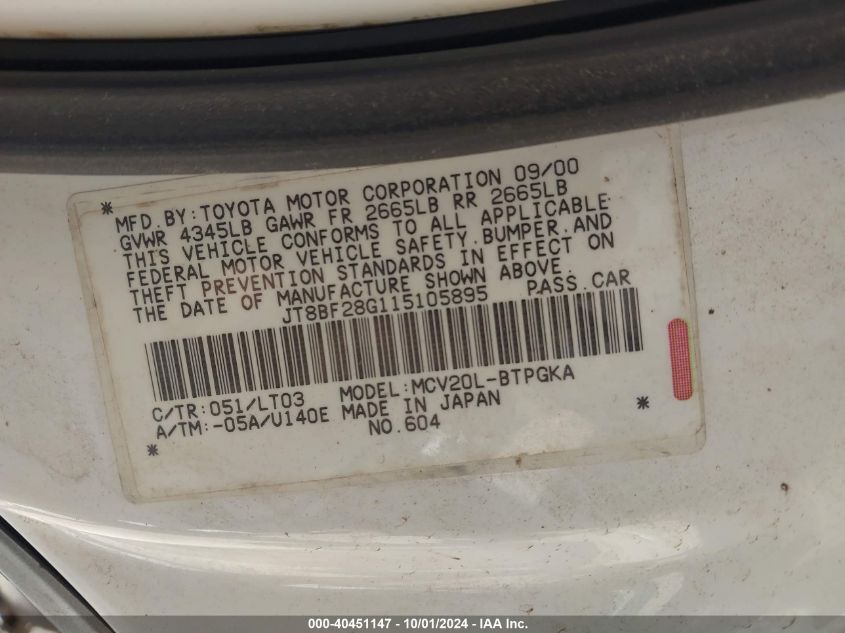 * MFD. BY: TOYOTA MOTOR CORPORATION 09/00
GVWR 4345LB GAWR FR 2665LB RR 2665LB
THIS VEHICLE CONFORMS TO ALL APPLICABLE
FEDERAL MOTOR VEHICLE SAFETY, BUMPER, AND
THEFT PREVENTION STANDARDS IN EFFECT ON
THE DATE OF MANUFACTURE SHOWN ABOVE.
JT8BF28G115105895 PASS. CAR
C/TR: 051/LT03 MODEL: MCV20L-BTPGKA
A/TM: -05A/U140E MADE IN JAPAN *
* NO. 604
000-40451147 - 10/01/2024 - IAA Inc.